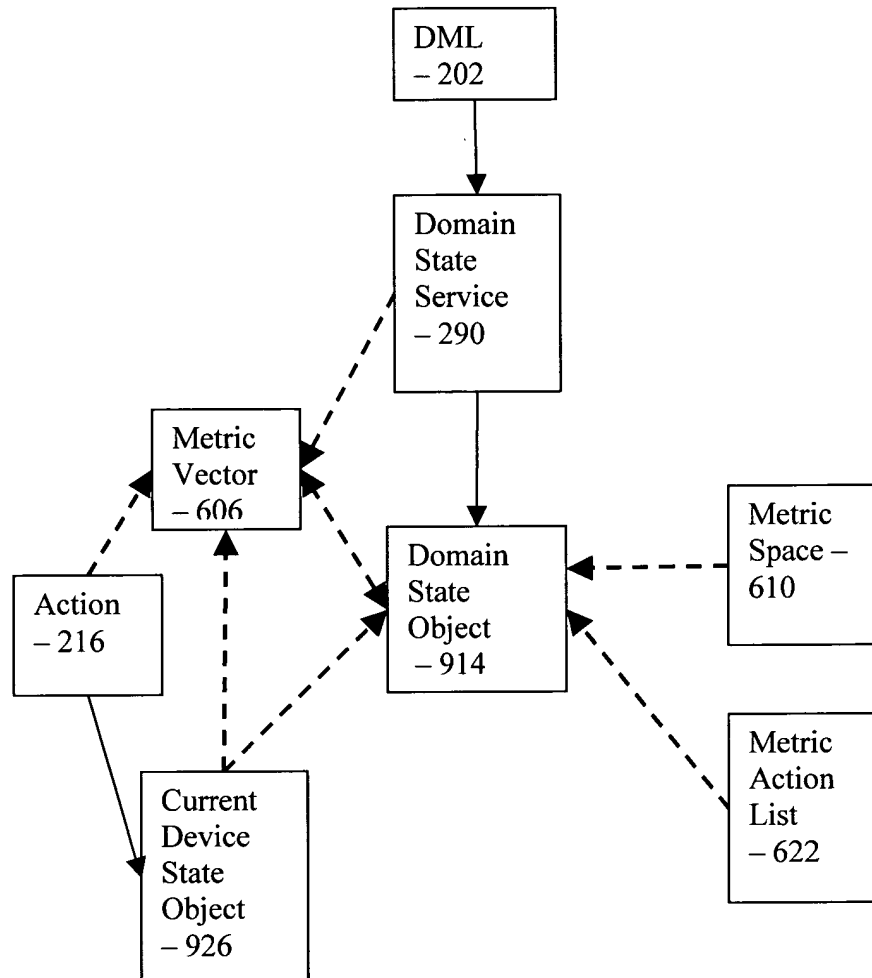 DML
– 202
Domain
State
Service
– 290
Metric
Vector
– 606
Domain
State
Object
– 914
Metric
Space –
610
Action
– 216
Metric
Action
List
– 622
Current
Device
State
Object
– 926